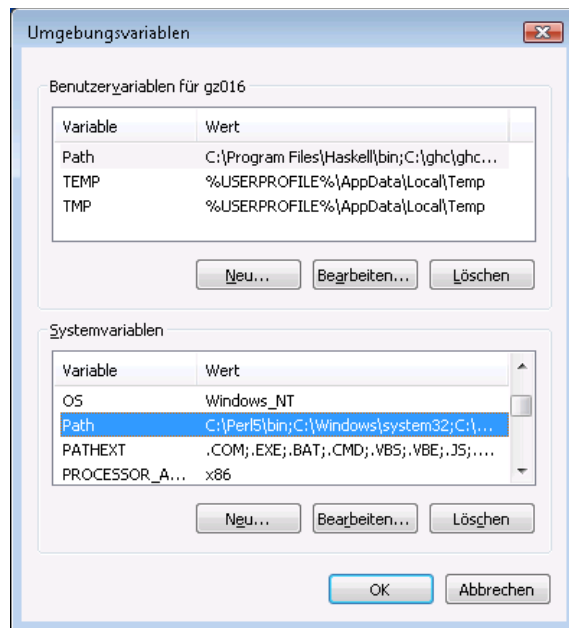 Umgebungsvariablen
Benutzervariablen für gz016
Variable Wert
Path C:\Program Files\Haskell\bin;C:\ghc\ghc...
TEMP %USERPROFILE%\AppData\Local\Temp
TMP %USERPROFILE%\AppData\Local\Temp
Neu... Bearbeiten... Löschen
Systemvariablen
Variable Wert
OS Windows_NT
Path C:\Perl5\bin;C:\Windows\system32;C:\...
PATHEXT .COM;.EXE;.BAT;.CMD;.VBS;.VBE;.JS;....
PROCESSOR_A... x86
Neu... Bearbeiten... Löschen
OK Abbrechen